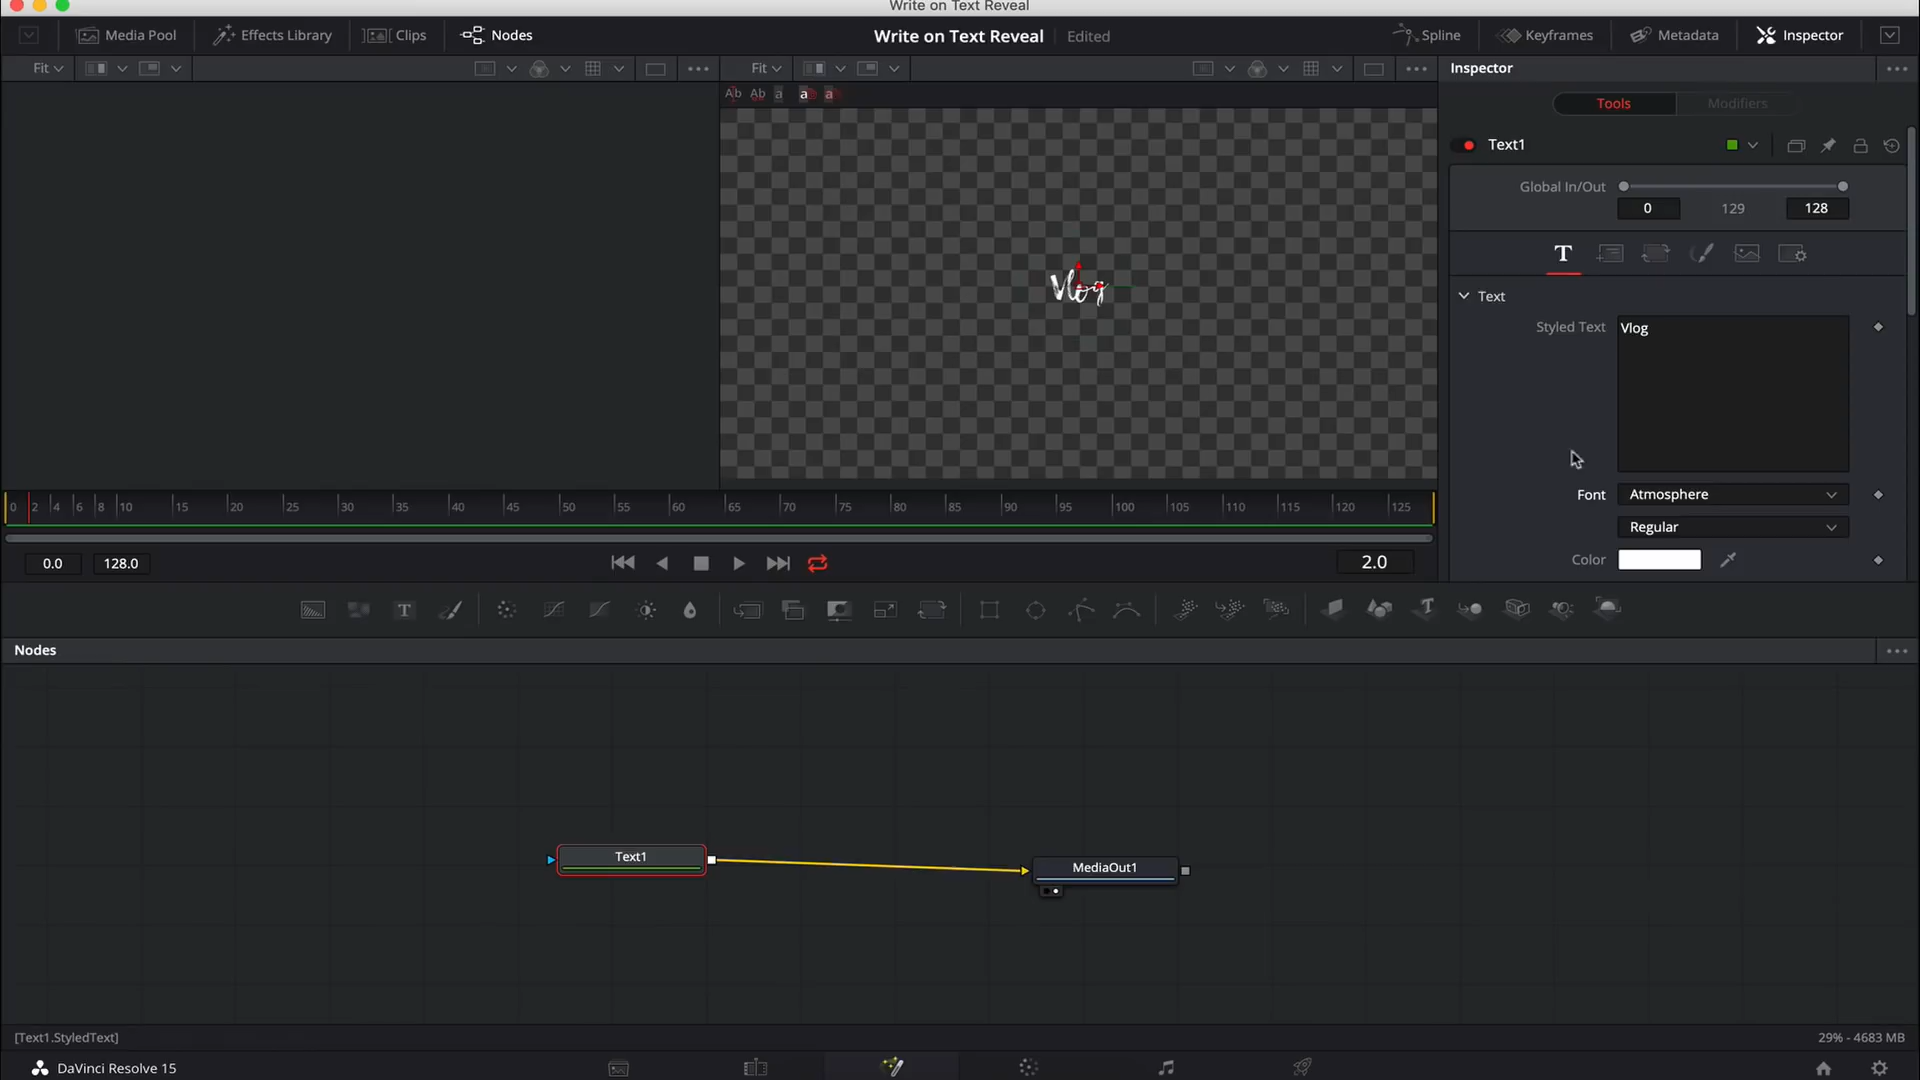 Write on Text Reveal
Media Pool
Effects Library
Clips
Nodes
Write on Text Reveal
Edited
Spline
Keyframes
Metadata
Inspector
Fit
Fit
Inspector
Ab Ab a a a
Tools
Modifiers
Text1
Global In/Out
0
129
128
T
Text
Vlog
Styled Text
Vlog
Font
Atmosphere
Regular
Color
0 2 4 6 8 10 15 20 25 30 35 40 45 50 55 60 65 70 75 80 85 90 95 100 105 110 115 120 125
0.0
128.0
2.0
T
T
Nodes
Text1
MediaOut1
[Text1.StyledText]
29% - 4683 MB
DaVinci Resolve 15